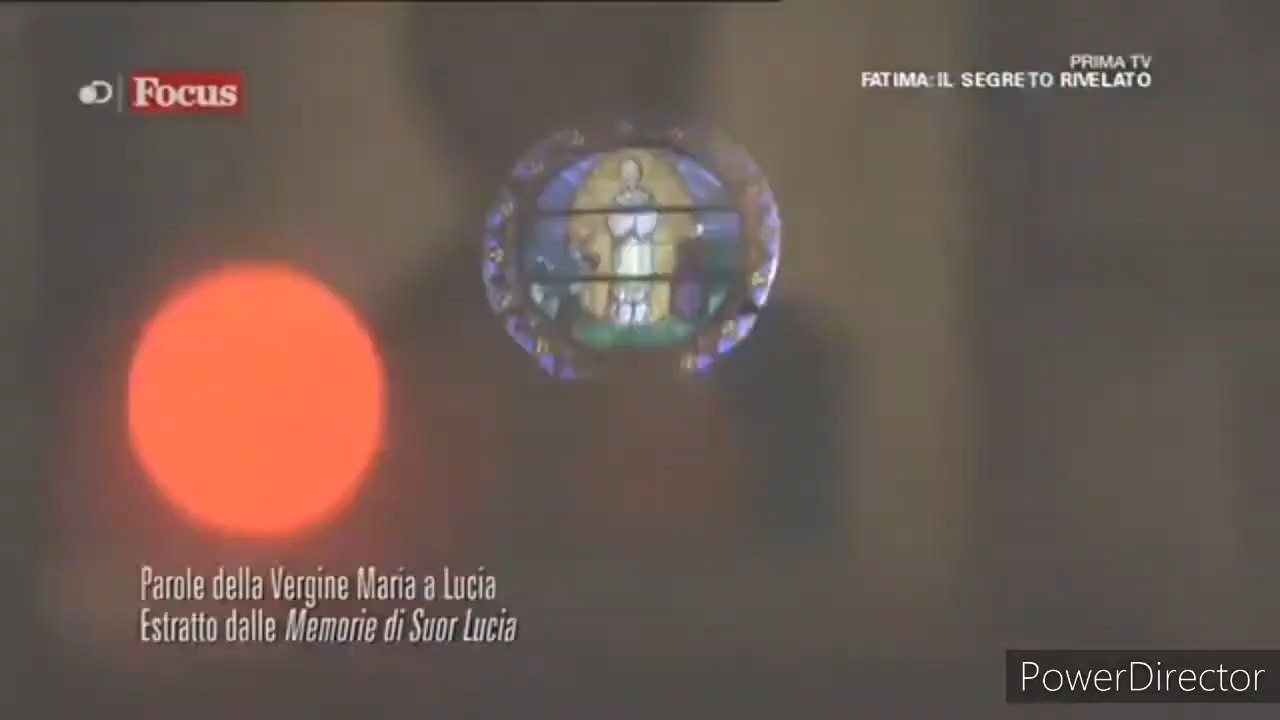 Focus
PRIMA TV
FATIMA: IL SEGRETO RIVELATO
Parole della Vergine Maria a Lucia
Estratto dalle Memorie di Suor Lucia
PowerDirector